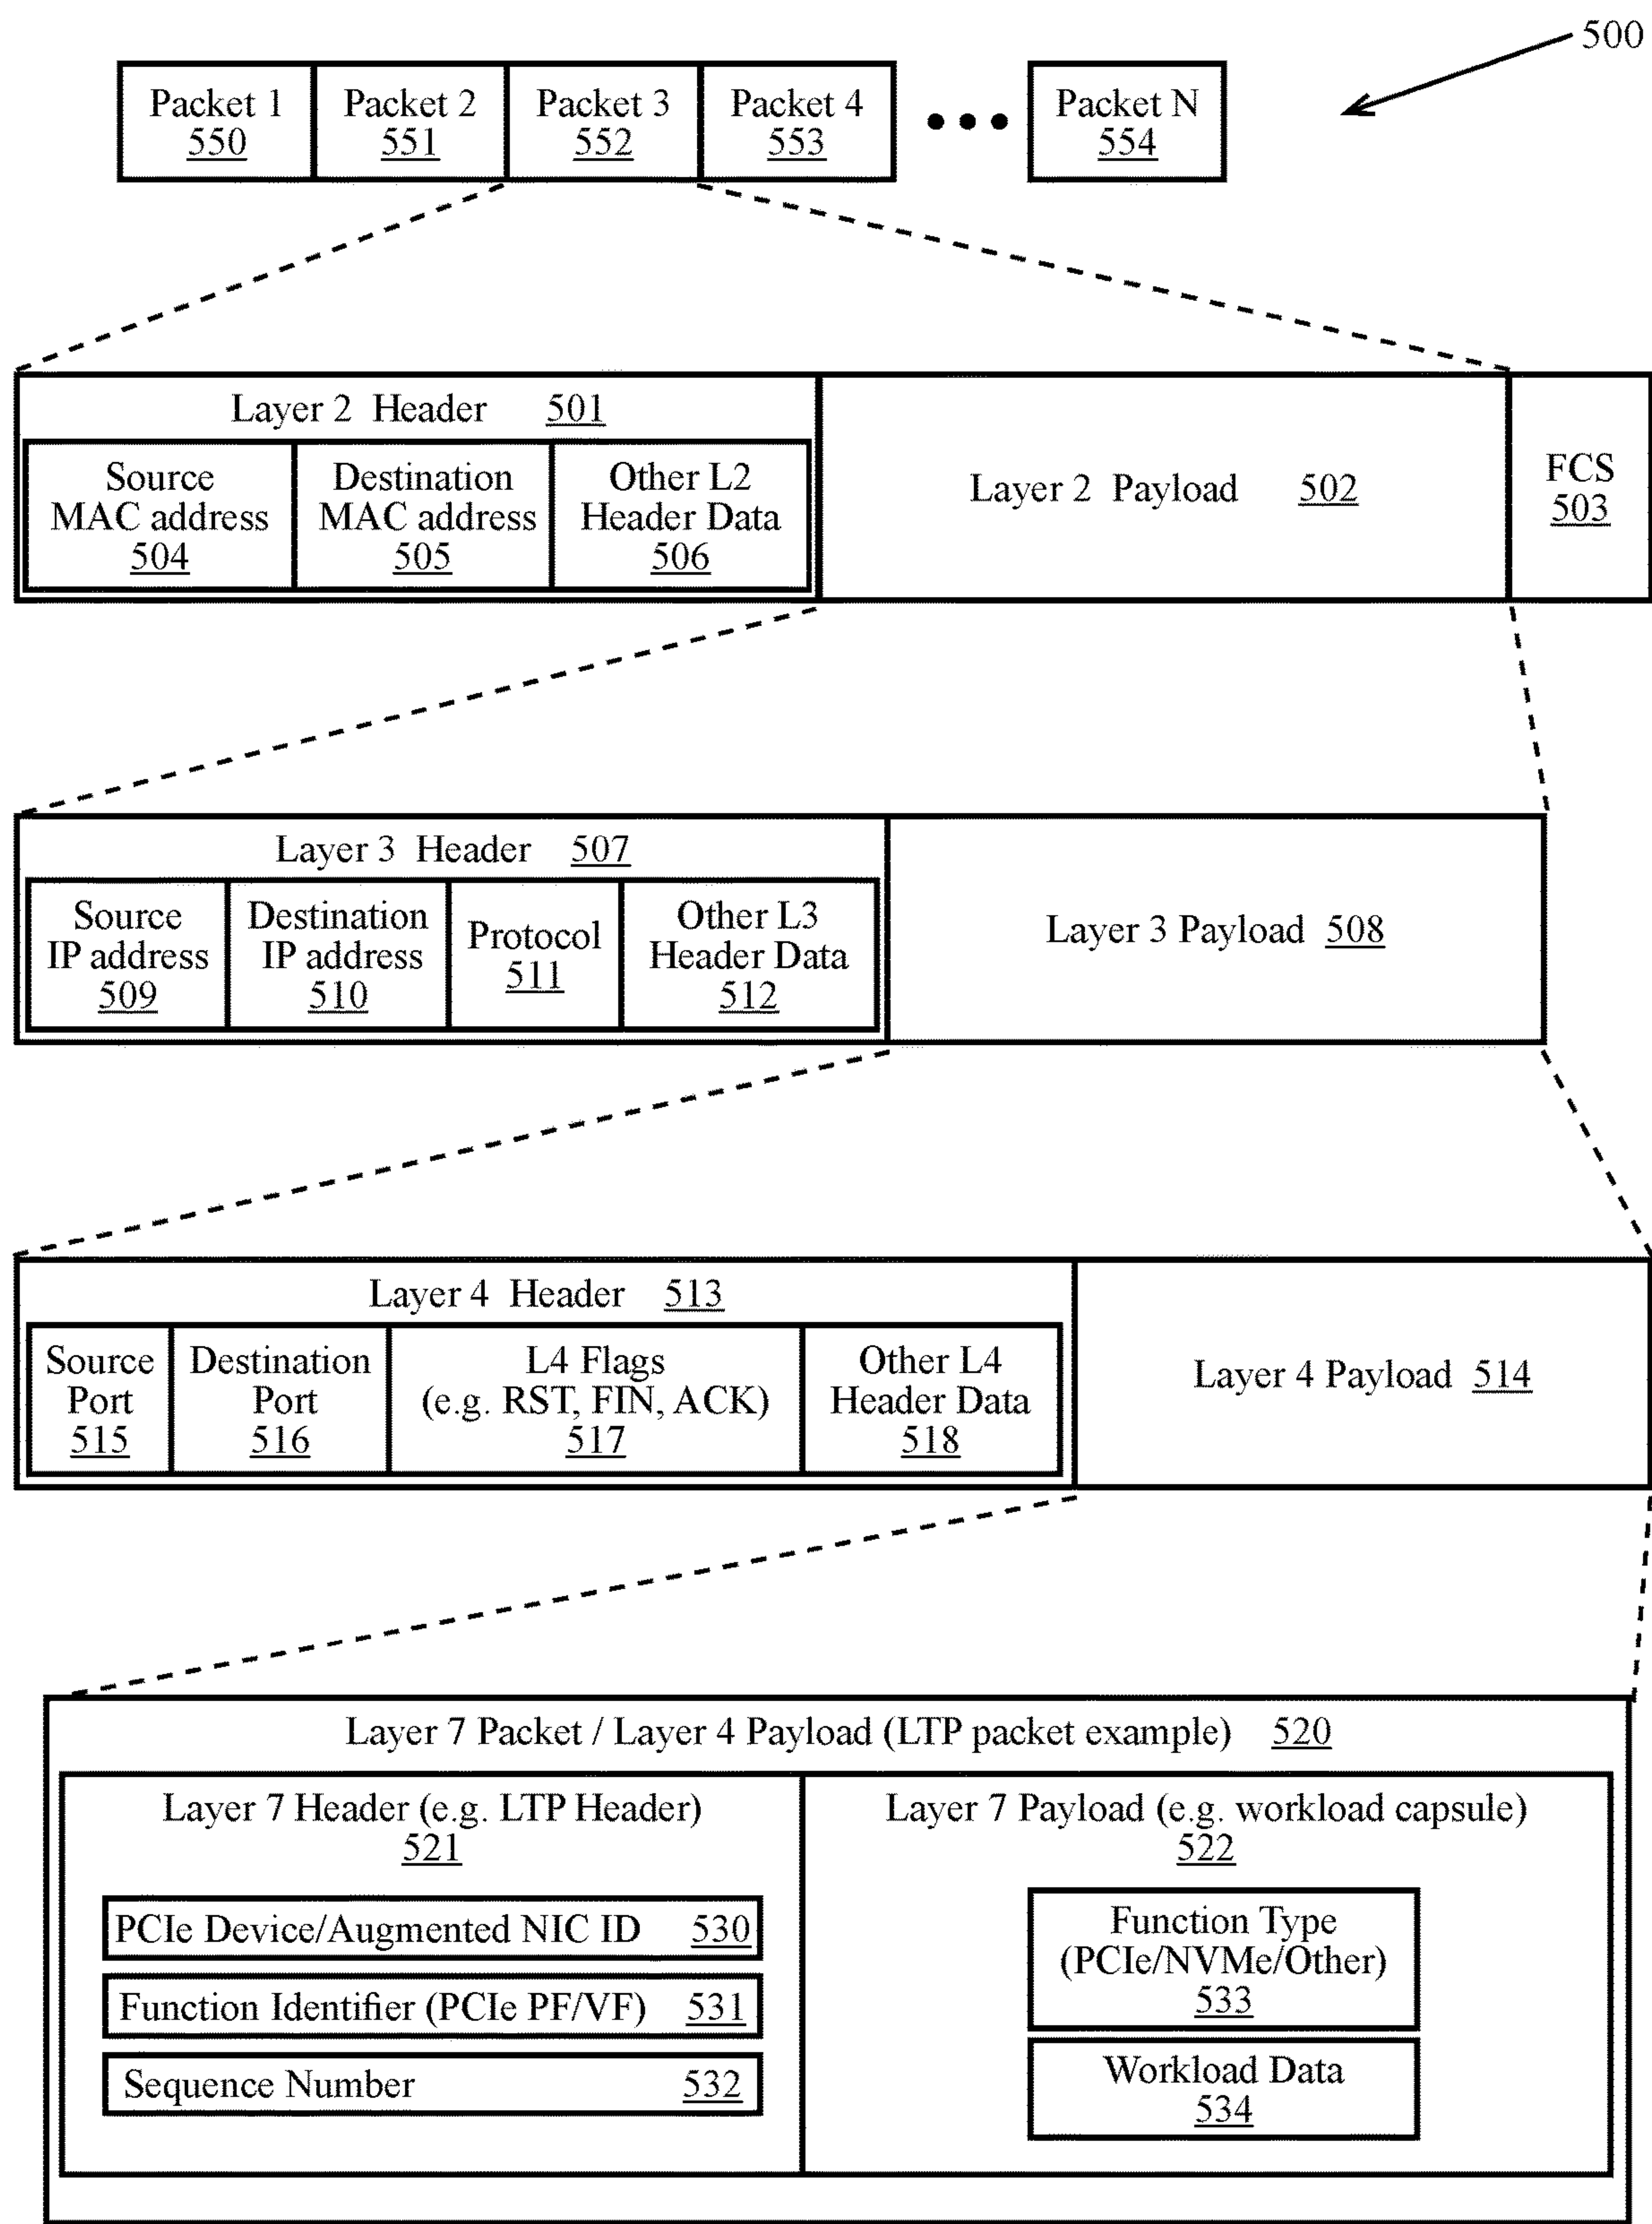 500
Packet 1 Packet 2 Packet 3 Packet 4 ••• Packet N
550 551 552 553 554
Layer 2 Header 501
Source MAC address 504
Destination MAC address 505
Other L2 Header Data 506
Layer 2 Payload 502
FCS 503
Layer 3 Header 507
Source IP address 509
Destination IP address 510
Protocol 511
Other L3 Header Data 512
Layer 3 Payload 508
Layer 4 Header 513
Source Port 515
Destination Port 516
L4 Flags (e.g. RST, FIN, ACK) 517
Other L4 Header Data 518
Layer 4 Payload 514
Layer 7 Packet / Layer 4 Payload (LTP packet example) 520
Layer 7 Header (e.g. LTP Header)
521
PCIe Device/Augmented NIC ID 530
Function Identifier (PCIe PF/VF) 531
Sequence Number 532
Layer 7 Payload (e.g. workload capsule)
522
Function Type
(PCIe/NVMe/Other)
533
Workload Data
534